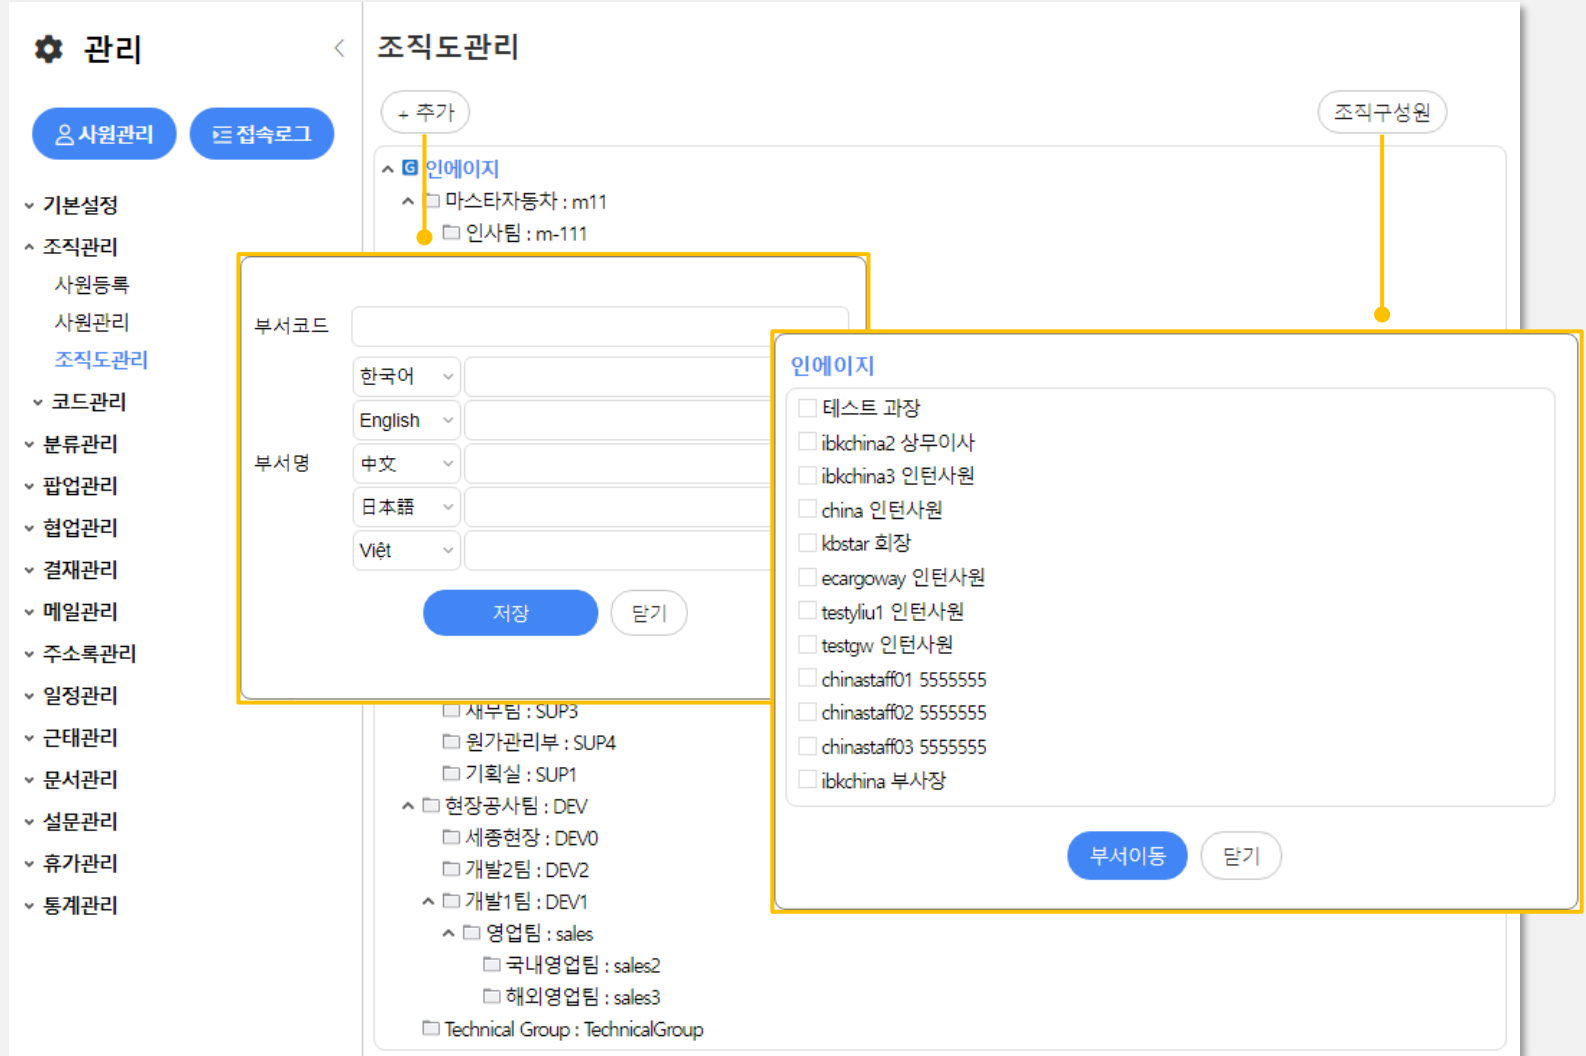 관리
사원관리
접속로그
기본설정
조직관리
사원등록
사원관리
조직도관리
코드관리
분류관리
팝업관리
협업관리
결재관리
메일관리
주소록관리
일정관리
근태관리
문서관리
설문관리
휴가관리
통계관리
조직도관리
+ 추가
조직구성원
G 인에이지
마스타자동차 : m11
인사팀 : m-111
부서코드
부서명
한국어
English
中文
日本語
Việt
저장
닫기
재무팀 : SUP3
원가관리부 : SUP4
기획실 : SUP1
현장공사팀 : DEV
세종현장 : DEV0
개발2팀 : DEV2
개발1팀 : DEV1
영업팀 : sales
국내영업팀 : sales2
해외영업팀 : sales3
Technical Group : TechnicalGroup
인에이지
테스트 과장
ibkchina2 상무이사
ibkchina3 인턴사원
china 인턴사원
kbstar 회장
ecargoway 인턴사원
testyliu1 인턴사원
testgw 인턴사원
chinastaff01 5555555
chinastaff02 5555555
chinastaff03 5555555
ibkchina 부사장
부서이동
닫기